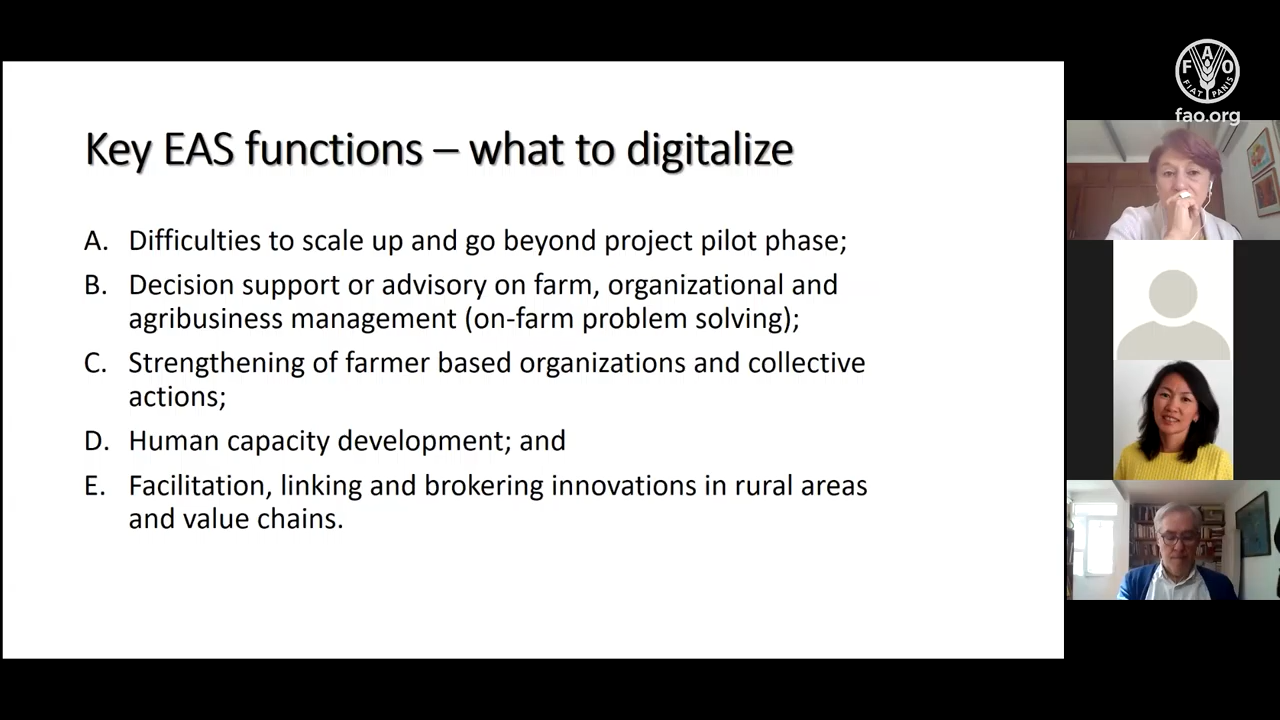 Key EAS functions – what to digitalize
A. Difficulties to scale up and go beyond project pilot phase;
B. Decision support or advisory on farm, organizational and
agribusiness management (on-farm problem solving);
C. Strengthening of farmer based organizations and collective
actions;
D. Human capacity development; and
E. Facilitation, linking and brokering innovations in rural areas
and value chains.
F A O
FIAT PANIS
fao.org